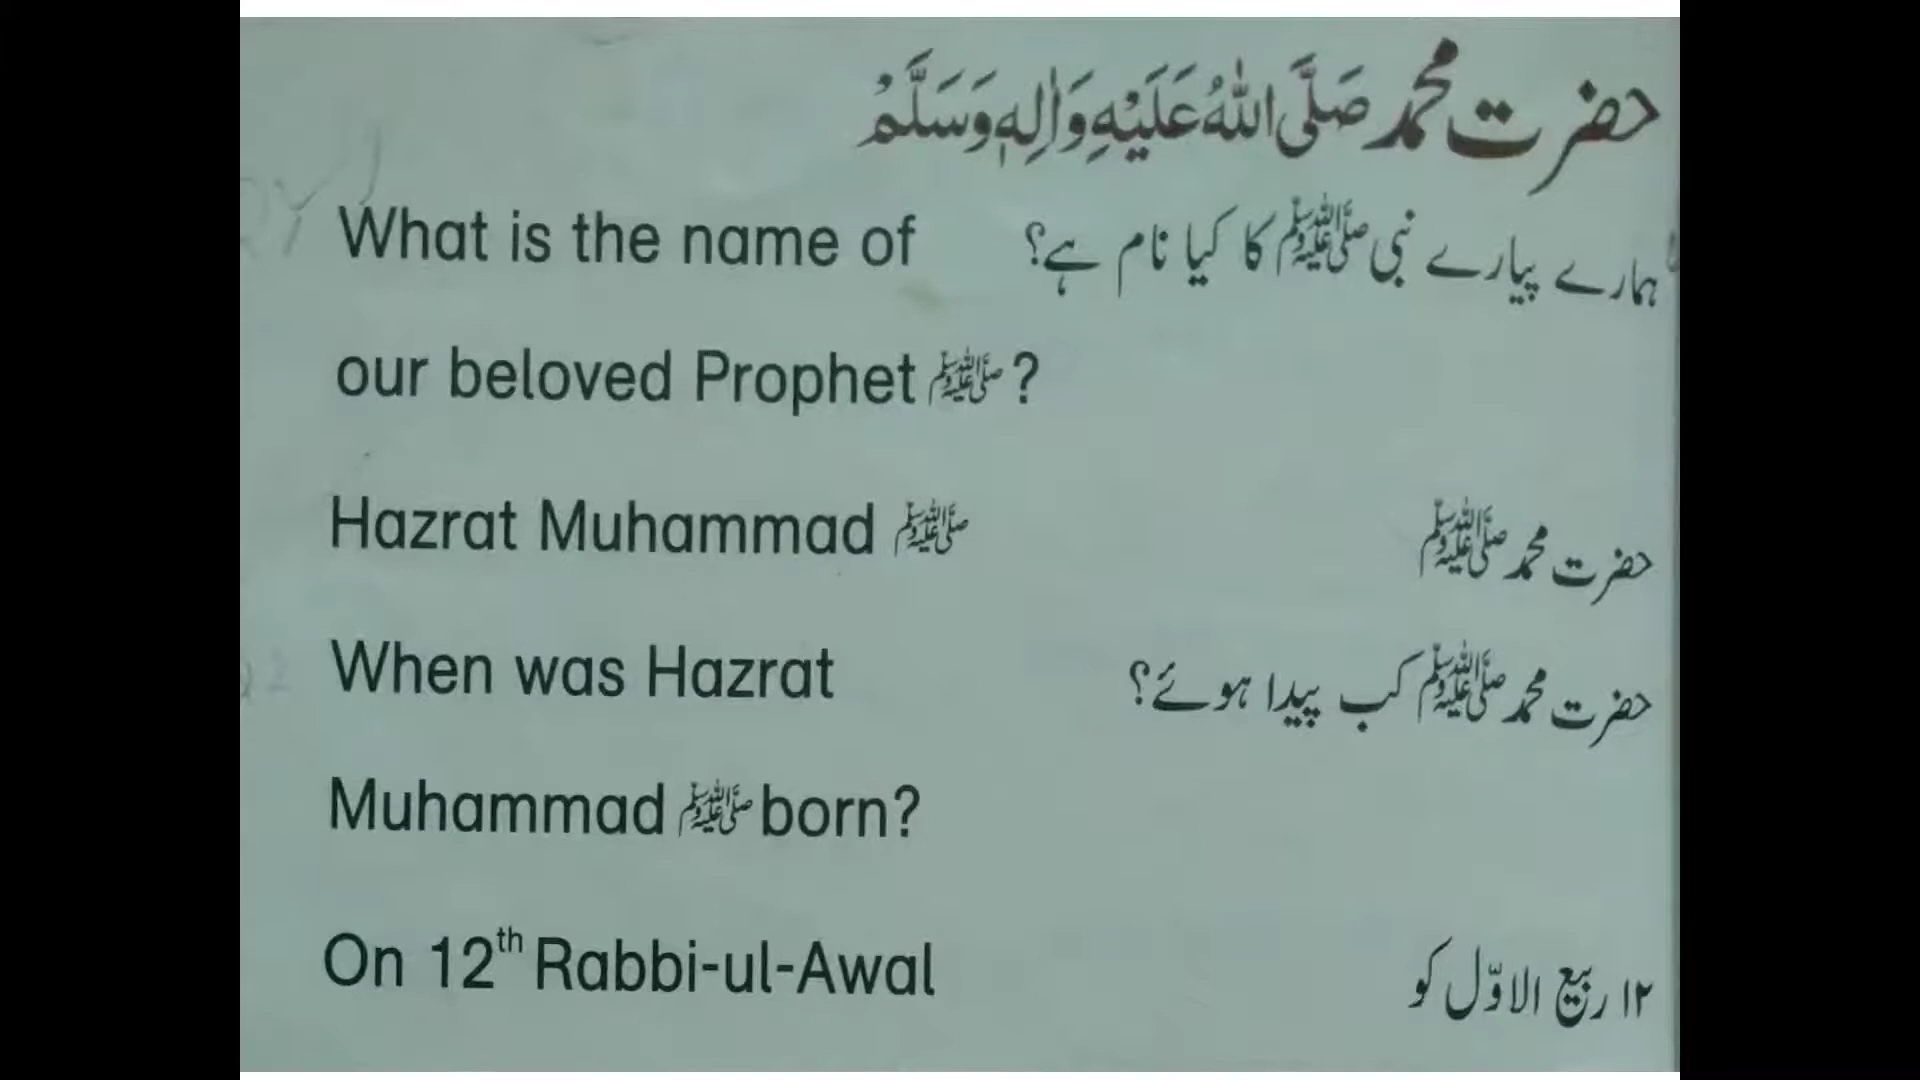 حضرت محمد صَلَّی اللهُ عَلَیْهِ وَاٰلِهٖ وَسَلَّمْ
What is the name of ہمارے پیارے نبی ﷺ کا کیا نام ہے؟
our beloved Prophet ﷺ ?
Hazrat Muhammad ﷺ حضرت محمد ﷺ
When was Hazrat حضرت محمد ﷺ کب پیدا ہوئے؟
Muhammad ﷺ born?
On 12th Rabbi-ul-Awal ۱۲ ربیع الاوّل کو